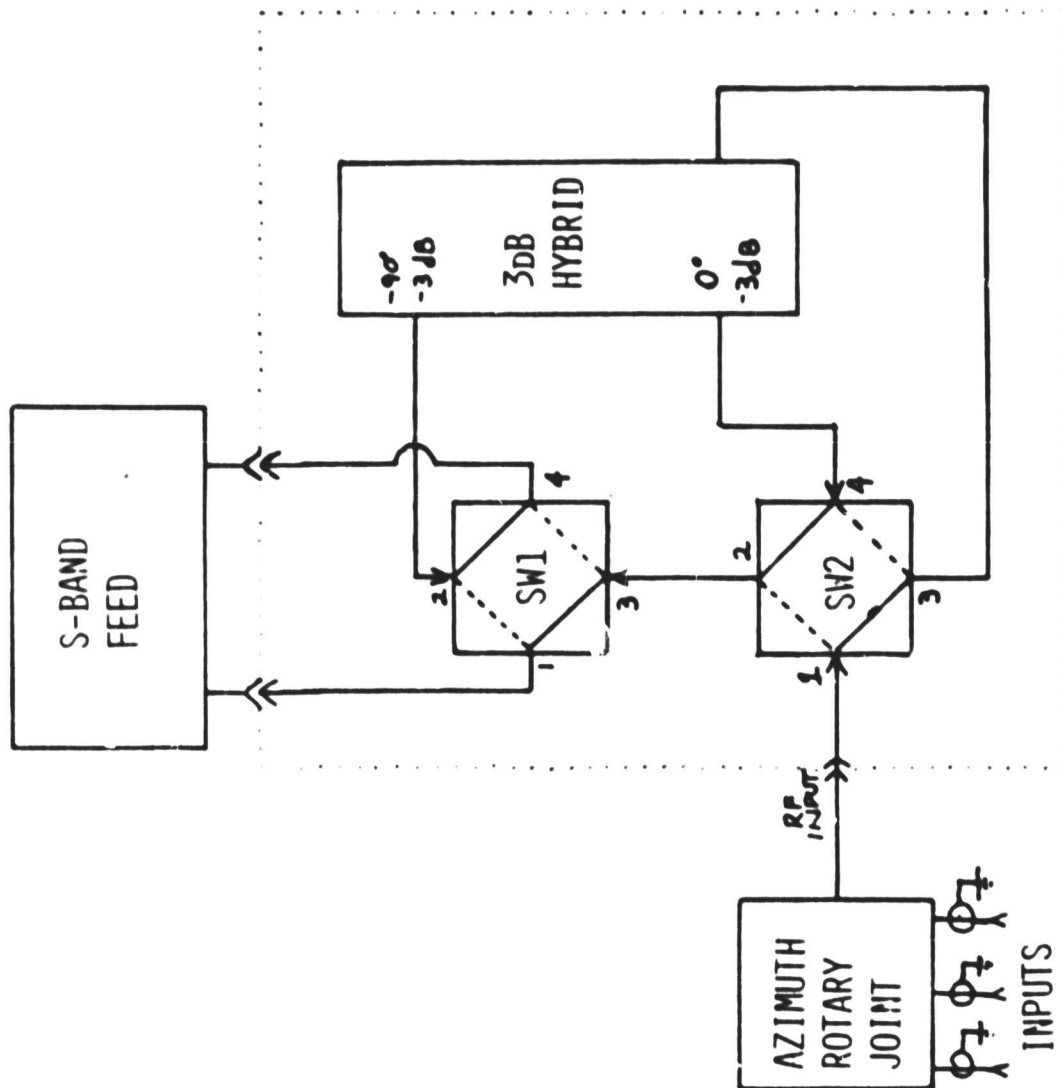 S-BAND
FEED
-90°
-3dB
3DB
HYBRID
0°
-3dB
2
4
SW1
1
3
2
4
SW2
1
3
RF
INPUT
AZIMUTH
ROTARY
JOINT
INPUTS